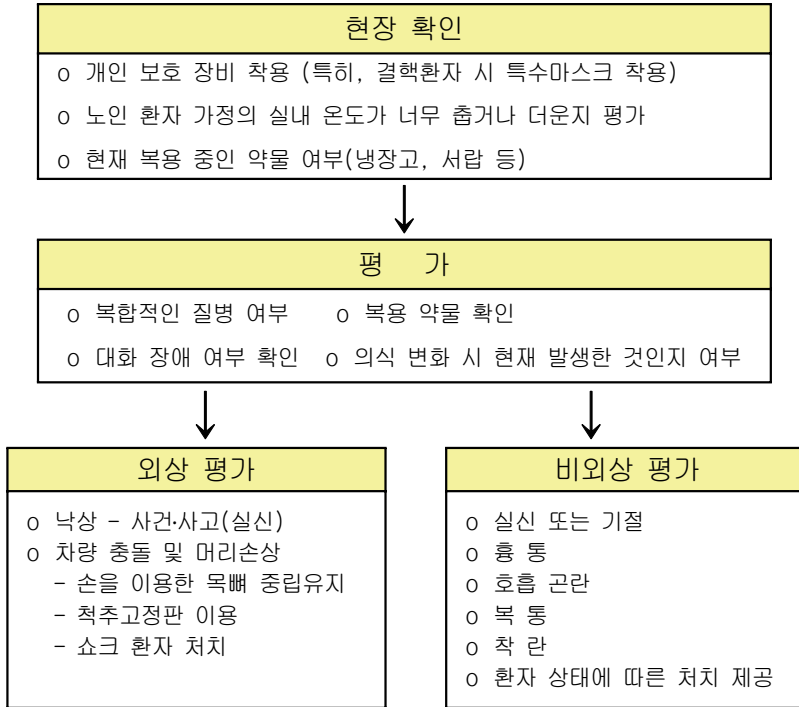 현장 확인
o 개인 보호 장비 착용 (특히, 결핵환자 시 특수마스크 착용)
o 노인 환자 가정의 실내 온도가 너무 춥거나 더운지 평가
o 현재 복용 중인 약물 여부(냉장고, 서랍 등)
평 가
o 복합적인 질병 여부 o 복용 약물 확인
o 대화 장애 여부 확인 o 의식 변화 시 현재 발생한 것인지 여부
외상 평가
o 낙상 - 사건·사고(실신)
o 차량 충돌 및 머리손상
- 손을 이용한 목뼈 중립유지
- 척추고정판 이용
- 쇼크 환자 처치
비외상 평가
o 실신 또는 기절
o 흉 통
o 호흡 곤란
o 복 통
o 착 란
o 환자 상태에 따른 처치 제공